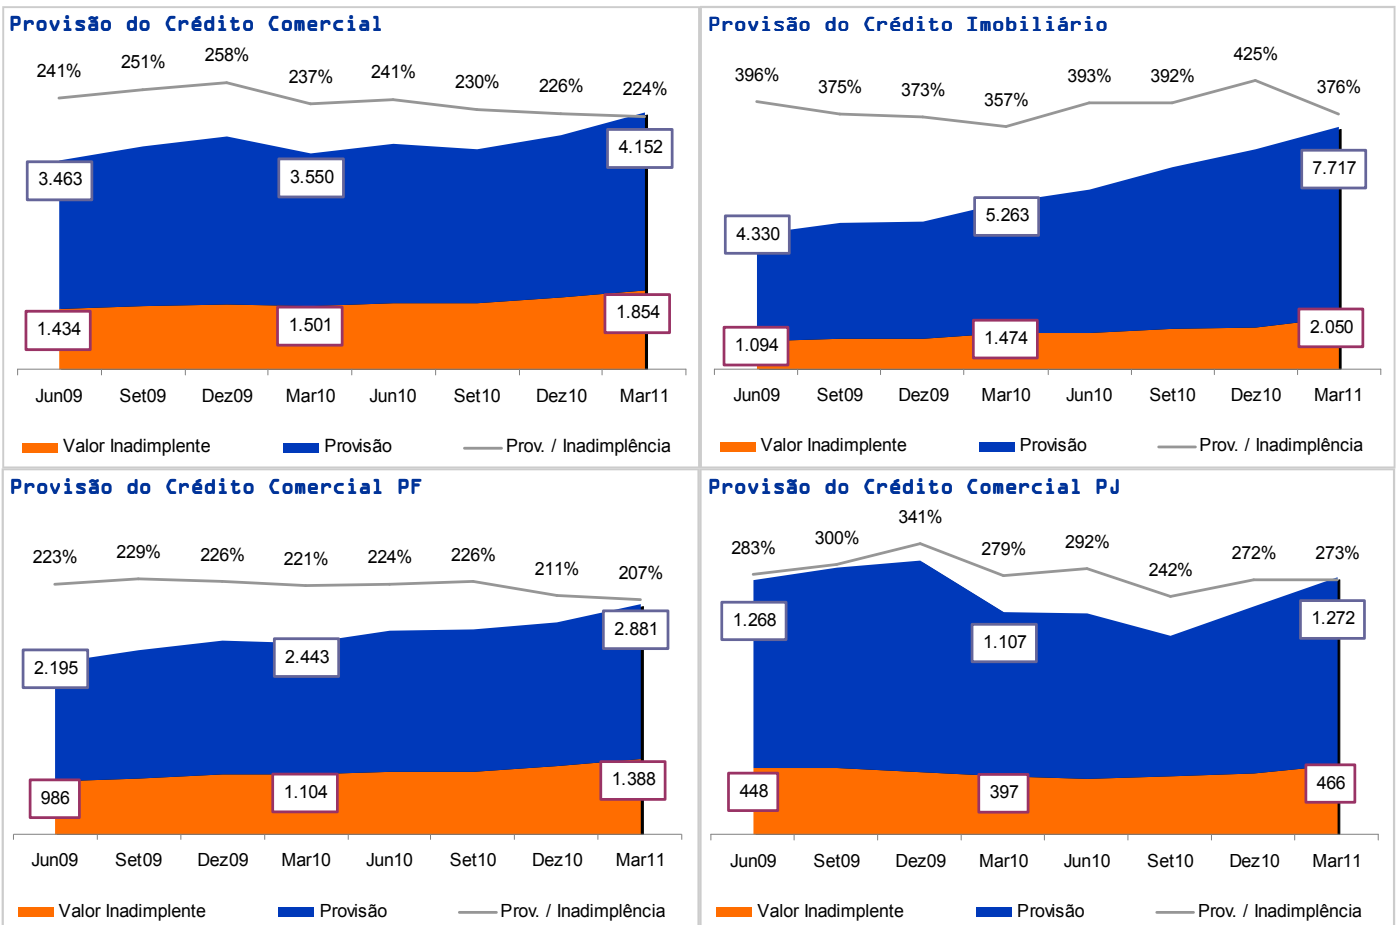 Provisão do Crédito Comercial
241% 251% 258% 237% 241% 230% 226% 224%
3.463 3.550 4.152
1.434 1.501 1.854
Jun09 Set09 Dez09 Mar10 Jun10 Set10 Dez10 Mar11
Valor Inadimplente Provisão Prov. / Inadimplência
Provisão do Crédito Imobiliário
396% 375% 373% 357% 393% 392% 425% 376%
4.330 5.263 7.717
1.094 1.474 2.050
Jun09 Set09 Dez09 Mar10 Jun10 Set10 Dez10 Mar11
Valor Inadimplente Provisão Prov. / Inadimplência
Provisão do Crédito Comercial PF
223% 229% 226% 221% 224% 226% 211% 207%
2.195 2.443 2.881
986 1.104 1.388
Jun09 Set09 Dez09 Mar10 Jun10 Set10 Dez10 Mar11
Valor Inadimplente Provisão Prov. / Inadimplência
Provisão do Crédito Comercial PJ
283% 300% 341% 279% 292% 242% 272% 273%
1.268 1.107 1.272
448 397 466
Jun09 Set09 Dez09 Mar10 Jun10 Set10 Dez10 Mar11
Valor Inadimplente Provisão Prov. / Inadimplência